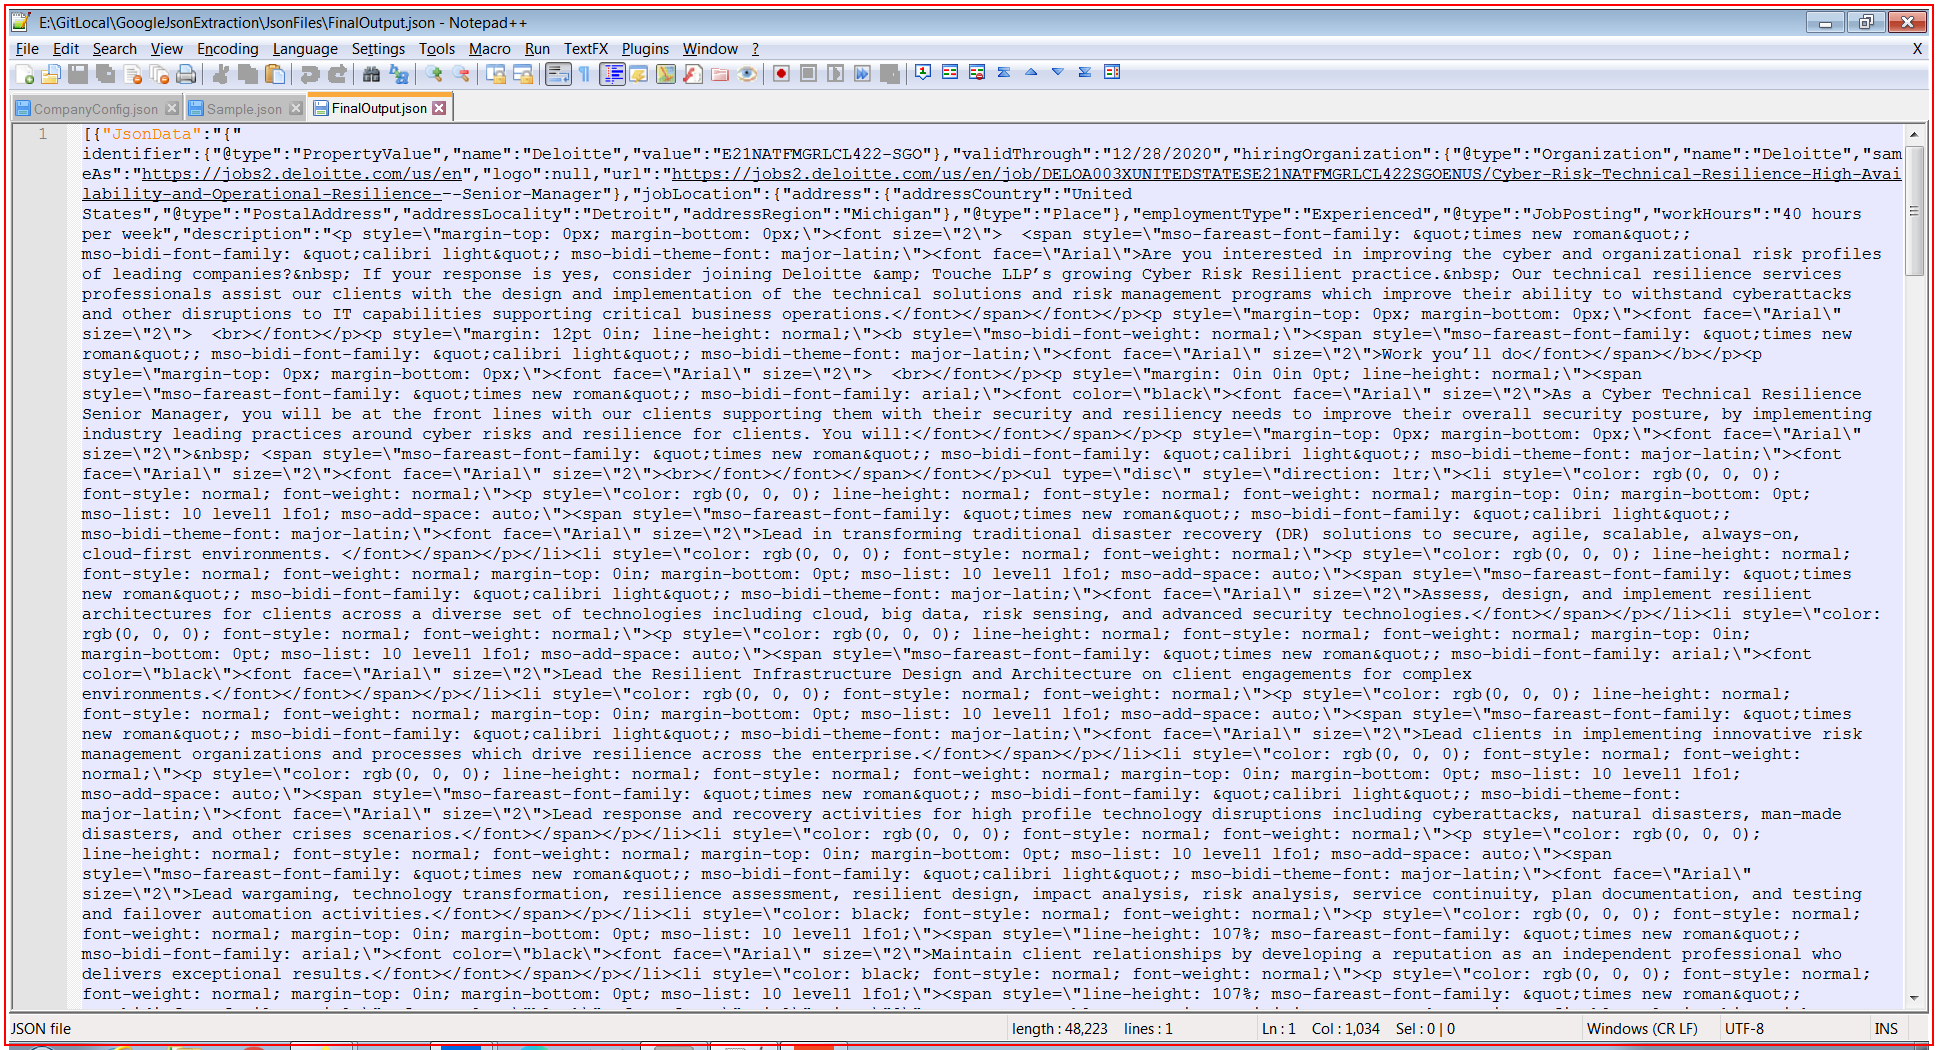 E:\GitLocal\GoogleJsonExtraction\JsonFiles\FinalOutput.json - Notepad++
File Edit Search View Encoding Language Settings Tools Macro Run TextFX Plugins Window ? X
CompanyConfig.json Sample.json FinalOutput.json
1 [{"JsonData":"{"
identifier":{"@type":"PropertyValue","name":"Deloitte","value":"E21NATFMGRLCL422-SGO"},"validThrough":"12/28/2020","hiringOrganization":{"@type":"Organization","name":"Deloitte","sam
eAs":"https://jobs2.deloitte.com/us/en","logo":null,"url":"https://jobs2.deloitte.com/us/en/job/DELOA003XUNITEDSTATESE21NATFMGRLCL422SGOENUS/Cyber-Risk-Technical-Resilience-High-Avai
lability-and-Operational-Resilience---Senior-Manager"},"jobLocation":{"address":{"addressCountry":"United
States","@type":"PostalAddress","addressLocality":"Detroit","addressRegion":"Michigan"},"@type":"Place"},"employmentType":"Experienced","@type":"JobPosting","workHours":"40 hours
per week","description":"<p style=\"margin-top: 0px; margin-bottom: 0px;\"><font size=\"2\">  <span style=\"mso-fareast-font-family: &quot;times new roman&quot;;
mso-bidi-font-family: &quot;calibri light&quot;; mso-bidi-theme-font: major-latin;\"><font face=\"Arial\">Are you interested in improving the cyber and organizational risk profiles
of leading companies?&nbsp; If your response is yes, consider joining Deloitte &amp; Touche LLP’s growing Cyber Risk Resilient practice.&nbsp; Our technical resilience services
professionals assist our clients with the design and implementation of the technical solutions and risk management programs which improve their ability to withstand cyberattacks
and other disruptions to IT capabilities supporting critical business operations.</font></span></font></p><p style=\"margin-top: 0px; margin-bottom: 0px;\"><font face=\"Arial\"
size=\"2\">  <br></font></p><p style=\"margin: 12pt 0in; line-height: normal;\"><b style=\"mso-bidi-font-weight: normal;\"><span style=\"mso-fareast-font-family: &quot;times new
roman&quot;; mso-bidi-font-family: &quot;calibri light&quot;; mso-bidi-theme-font: major-latin;\"><font face=\"Arial\" size=\"2\">Work you’ll do</font></span></b></p><p
style=\"margin-top: 0px; margin-bottom: 0px;\"><font face=\"Arial\" size=\"2\">  <br></font></p><p style=\"margin: 0in 0in 0pt; line-height: normal;\"><span
style=\"mso-fareast-font-family: &quot;times new roman&quot;; mso-bidi-font-family: arial;\"><font color=\"black\"><font face=\"Arial\" size=\"2\">As a Cyber Technical Resilience
Senior Manager, you will be at the front lines with our clients supporting them with their security and resiliency needs to improve their overall security posture, by implementing
industry leading practices around cyber risks and resilience for clients. You will:</font></font></span></p><p style=\"margin-top: 0px; margin-bottom: 0px;\"><font face=\"Arial\"
size=\"2\">&nbsp; <span style=\"mso-fareast-font-family: &quot;times new roman&quot;; mso-bidi-font-family: &quot;calibri light&quot;; mso-bidi-theme-font: major-latin;\"><font
face=\"Arial\" size=\"2\"><font face=\"Arial\" size=\"2\"><br></font></font></span></font></p><ul type=\"disc\" style=\"direction: ltr;\"><li style=\"color: rgb(0, 0, 0);
font-style: normal; font-weight: normal;\"><p style=\"color: rgb(0, 0, 0); line-height: normal; font-style: normal; font-weight: normal; margin-top: 0in; margin-bottom: 0pt;
mso-list: l0 level1 lfo1; mso-add-space: auto;\"><span style=\"mso-fareast-font-family: &quot;times new roman&quot;; mso-bidi-font-family: &quot;calibri light&quot;;
mso-bidi-theme-font: major-latin;\"><font face=\"Arial\" size=\"2\">Lead in transforming traditional disaster recovery (DR) solutions to secure, agile, scalable, always-on,
cloud-first environments. </font></span></p></li><li style=\"color: rgb(0, 0, 0); font-style: normal; font-weight: normal;\"><p style=\"color: rgb(0, 0, 0); line-height: normal;
font-style: normal; font-weight: normal; margin-top: 0in; margin-bottom: 0pt; mso-list: l0 level1 lfo1; mso-add-space: auto;\"><span style=\"mso-fareast-font-family: &quot;times
new roman&quot;; mso-bidi-font-family: &quot;calibri light&quot;; mso-bidi-theme-font: major-latin;\"><font face=\"Arial\" size=\"2\">Assess, design, and implement resilient
architectures for clients across a diverse set of technologies including cloud, big data, risk sensing, and advanced security technologies.</font></span></p></li><li style=\"color:
rgb(0, 0, 0); font-style: normal; font-weight: normal;\"><p style=\"color: rgb(0, 0, 0); line-height: normal; font-style: normal; font-weight: normal; margin-top: 0in;
margin-bottom: 0pt; mso-list: l0 level1 lfo1; mso-add-space: auto;\"><span style=\"mso-fareast-font-family: &quot;times new roman&quot;; mso-bidi-font-family: arial;\"><font
color=\"black\"><font face=\"Arial\" size=\"2\">Lead the Resilient Infrastructure Design and Architecture on client engagements for complex
environments.</font></font></span></p></li><li style=\"color: rgb(0, 0, 0); font-style: normal; font-weight: normal;\"><p style=\"color: rgb(0, 0, 0); line-height: normal;
font-style: normal; font-weight: normal; margin-top: 0in; margin-bottom: 0pt; mso-list: l0 level1 lfo1; mso-add-space: auto;\"><span style=\"mso-fareast-font-family: &quot;times
new roman&quot;; mso-bidi-font-family: &quot;calibri light&quot;; mso-bidi-theme-font: major-latin;\"><font face=\"Arial\" size=\"2\">Lead clients in implementing innovative risk
management organizations and processes which drive resilience across the enterprise.</font></span></p></li><li style=\"color: rgb(0, 0, 0); font-style: normal; font-weight:
normal;\"><p style=\"color: rgb(0, 0, 0); line-height: normal; font-style: normal; font-weight: normal; margin-top: 0in; margin-bottom: 0pt; mso-list: l0 level1 lfo1;
mso-add-space: auto;\"><span style=\"mso-fareast-font-family: &quot;times new roman&quot;; mso-bidi-font-family: &quot;calibri light&quot;; mso-bidi-theme-font:
major-latin;\"><font face=\"Arial\" size=\"2\">Lead response and recovery activities for high profile technology disruptions including cyberattacks, natural disasters, man-made
disasters, and other crises scenarios.</font></span></p></li><li style=\"color: rgb(0, 0, 0); font-style: normal; font-weight: normal;\"><p style=\"color: rgb(0, 0, 0);
line-height: normal; font-style: normal; font-weight: normal; margin-top: 0in; margin-bottom: 0pt; mso-list: l0 level1 lfo1; mso-add-space: auto;\"><span
style=\"mso-fareast-font-family: &quot;times new roman&quot;; mso-bidi-font-family: &quot;calibri light&quot;; mso-bidi-theme-font: major-latin;\"><font face=\"Arial\"
size=\"2\">Lead wargaming, technology transformation, resilience assessment, resilient design, impact analysis, risk analysis, service continuity, plan documentation, and testing
and failover automation activities.</font></span></p></li><li style=\"color: black; font-style: normal; font-weight: normal;\"><p style=\"color: rgb(0, 0, 0); font-style: normal;
font-weight: normal; margin-top: 0in; margin-bottom: 0pt; mso-list: l0 level1 lfo1;\"><span style=\"line-height: 107%; mso-fareast-font-family: &quot;times new roman&quot;;
mso-bidi-font-family: arial;\"><font color=\"black\"><font face=\"Arial\" size=\"2\">Maintain client relationships by developing a reputation as an independent professional who
delivers exceptional results.</font></font></span></p></li><li style=\"color: black; font-style: normal; font-weight: normal;\"><p style=\"color: rgb(0, 0, 0); font-style: normal;
font-weight: normal; margin-top: 0in; margin-bottom: 0pt; mso-list: l0 level1 lfo1;\"><span style=\"line-height: 107%; mso-fareast-font-family: &quot;times new roman&quot;;
JSON file length : 48,223 lines : 1 Ln : 1 Col : 1,034 Sel : 0 | 0 Windows (CR LF) UTF-8 INS